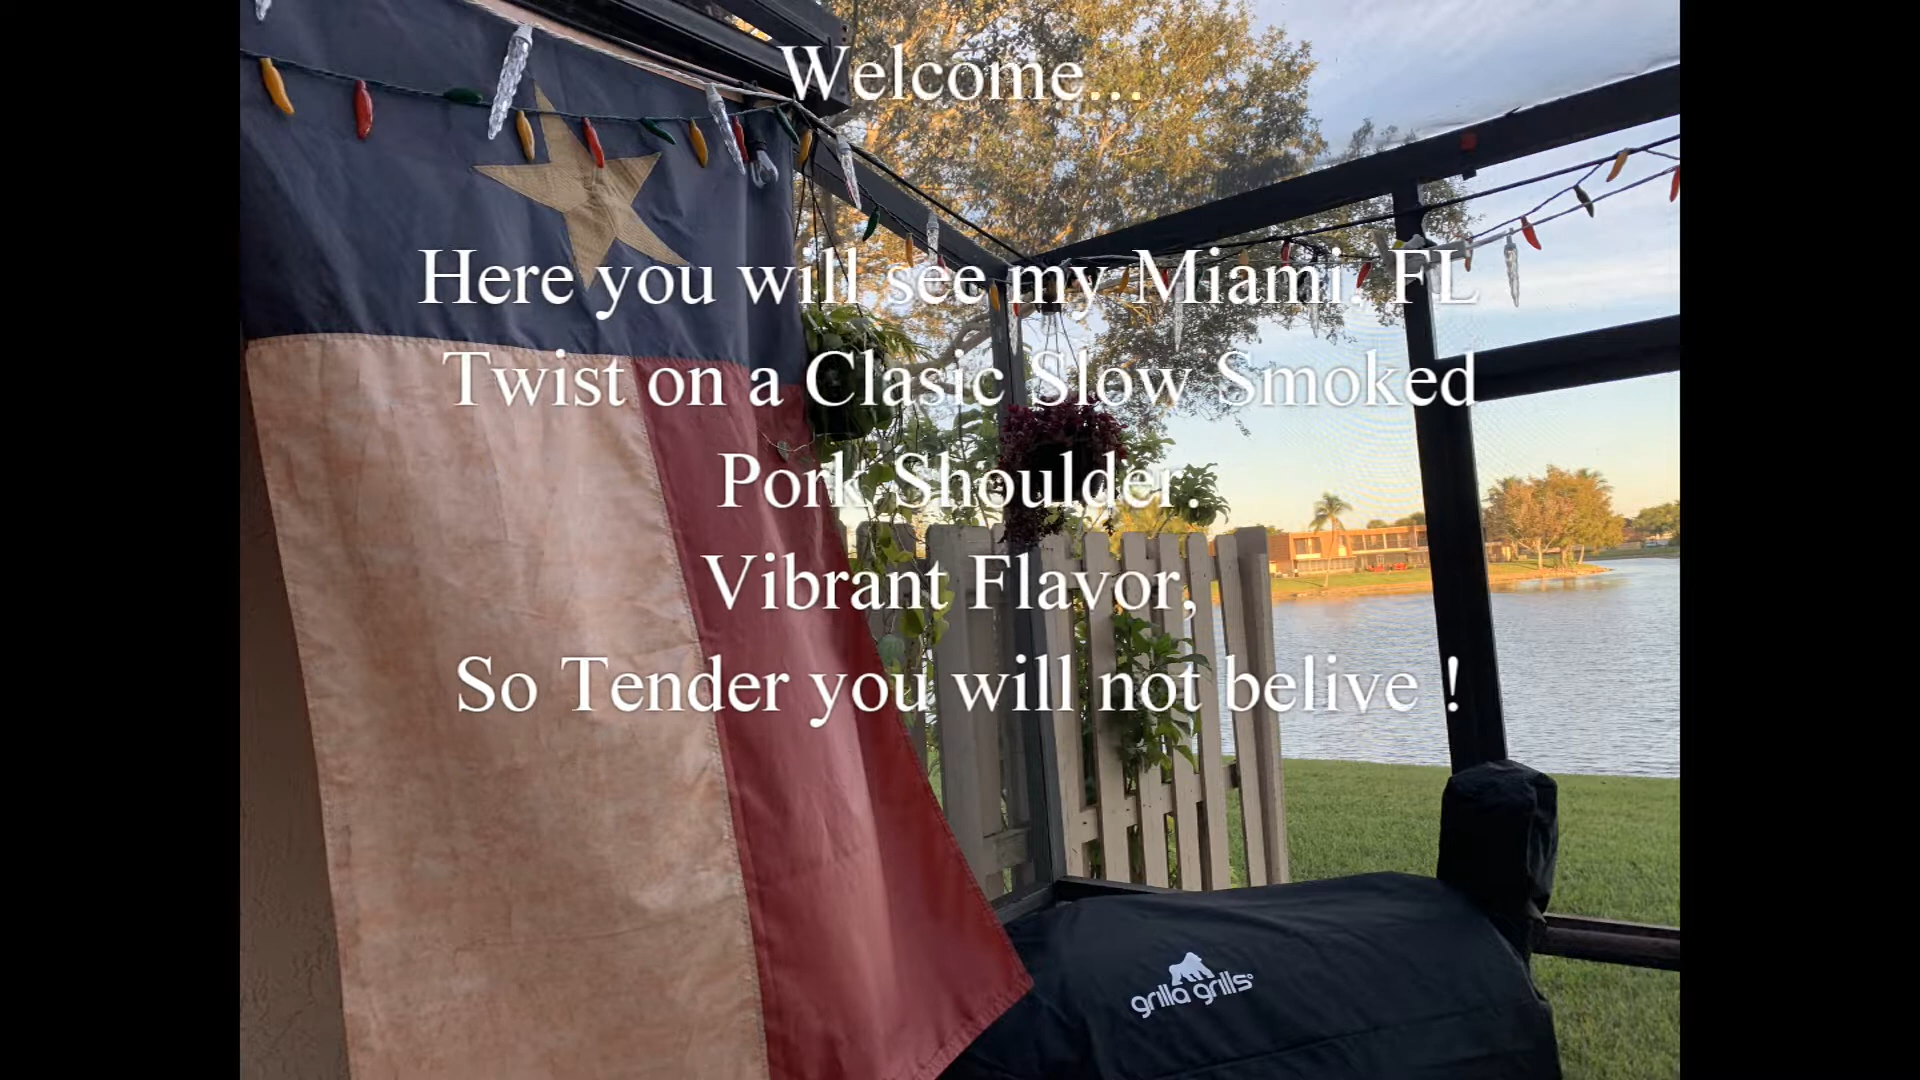 Welcome...
Here you will see my Miami. FL
Twist on a Clasic Slow Smoked
Pork Shoulder.
Vibrant Flavor,
So Tender you will not belive !
grilla grills